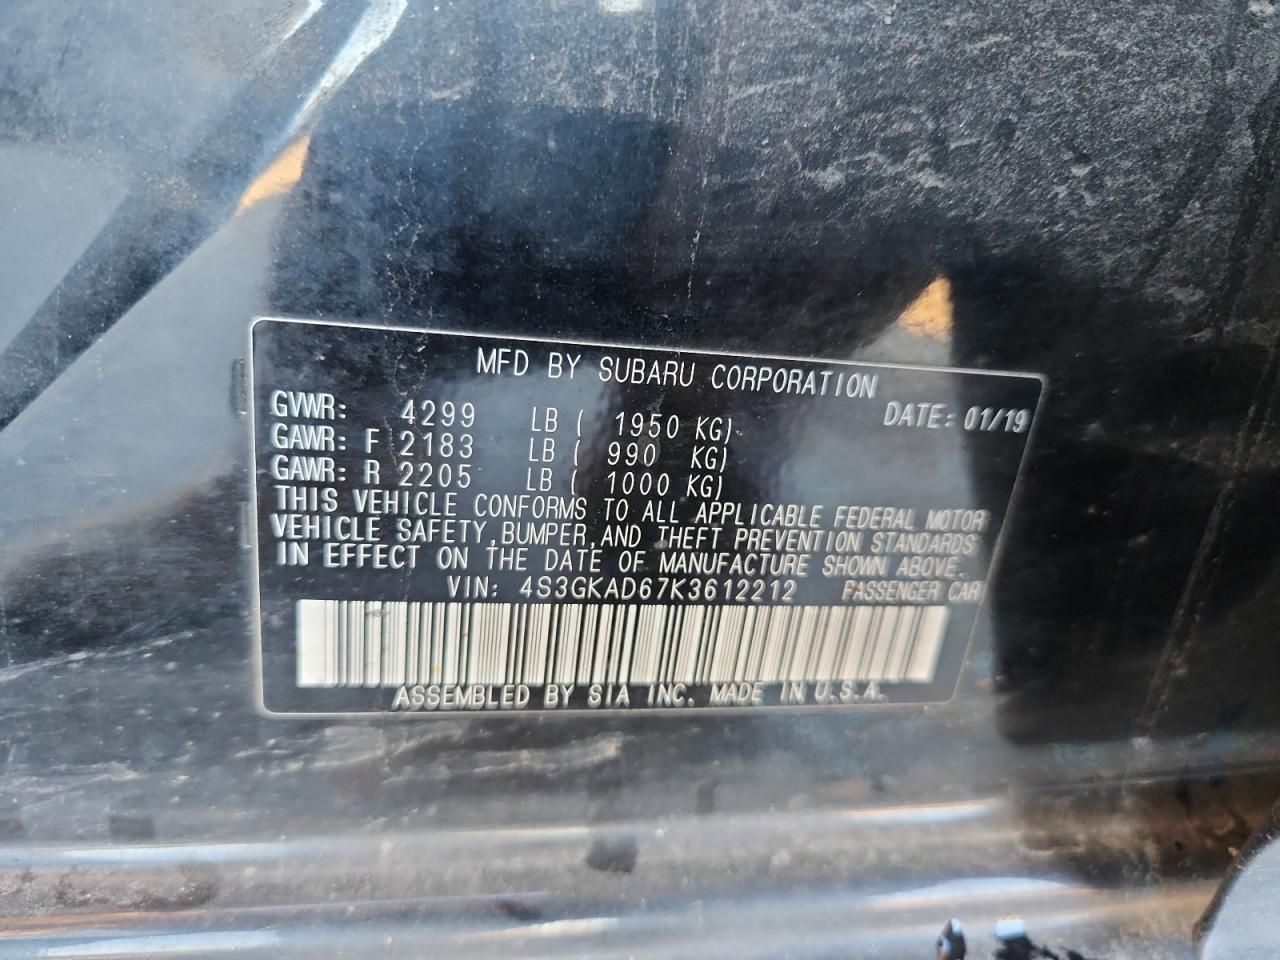 MFD BY SUBARU CORPORATION
GVWR: 4299 LB ( 1950 KG) DATE: 01/19
GAWR: F 2183 LB ( 990 KG)
GAWR: R 2205 LB ( 1000 KG)
THIS VEHICLE CONFORMS TO ALL APPLICABLE FEDERAL MOTOR
VEHICLE SAFETY, BUMPER, AND THEFT PREVENTION STANDARDS
IN EFFECT ON THE DATE OF MANUFACTURE SHOWN ABOVE.
VIN: 4S3GKAD67K3612212 PASSENGER CAR
ASSEMBLED BY SIA INC. MADE IN U.S.A.